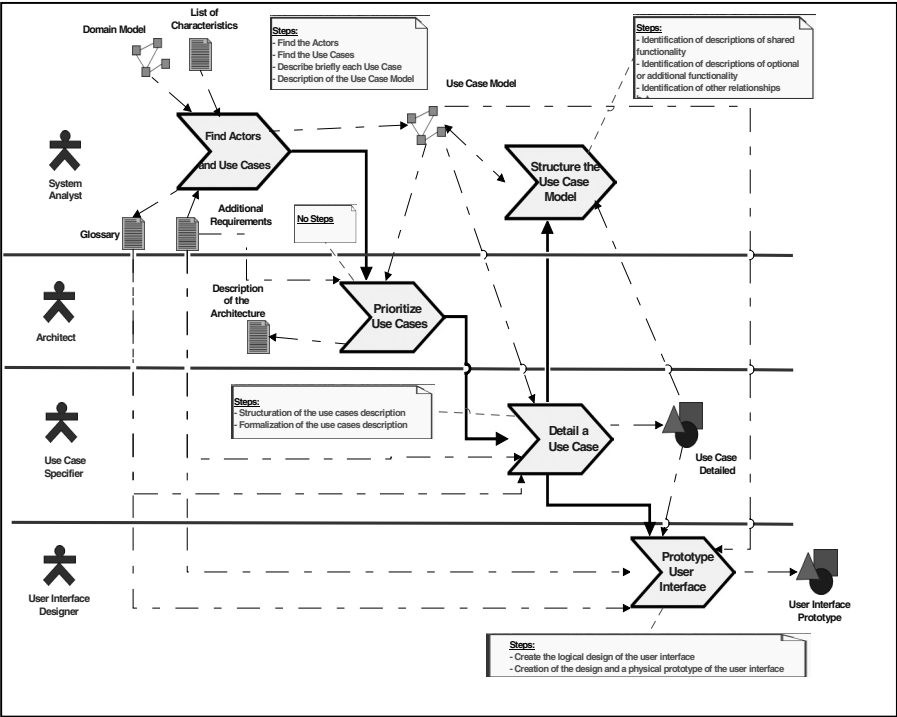 List of
Characteristics
Domain Model
Steps:
- Find the Actors
- Find the Use Cases
- Describe briefly each Use Case
- Description of the Use Case Model
Steps:
- Identification of descriptions of shared
functionality
- Identification of descriptions of optional
or additional functionality
- Identification of other relationships
Use Case Model
Find Actors
and Use Cases
Structure the
Use Case
Model
System
Analyst
Additional
Requirements
Glossary
No Steps
Description
of the
Architecture
Prioritize
Use Cases
Architect
Steps:
- Structuration of the use cases description
- Formalization of the use cases description
Detail a
Use Case
Use Case
Specifier
Use Case
Detailed
Prototype
User
Interface
User Interface
Designer
User Interface
Prototype
Steps:
- Create the logical design of the user interface
- Creation of the design and a physical prototype of the user interface